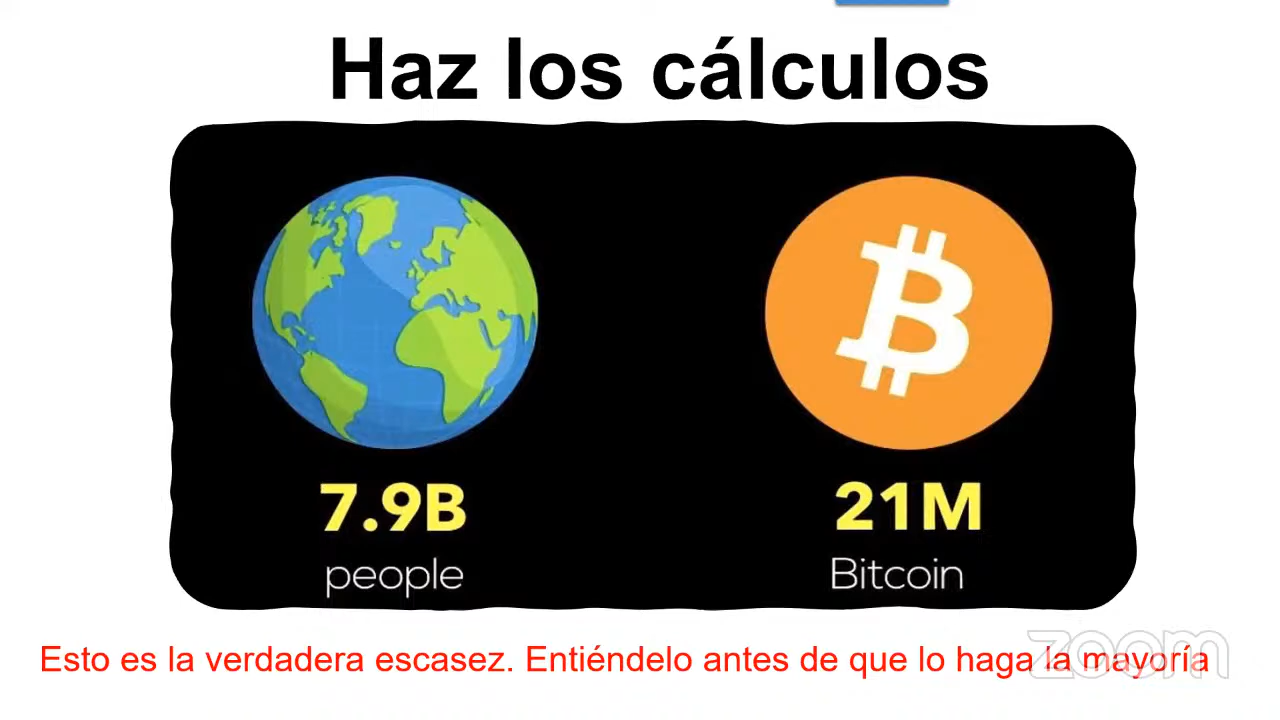 Haz los cálculos
7.9B
people
21M
Bitcoin
Esto es la verdadera escasez. Entiéndelo antes de que lo haga la mayoría
zoom